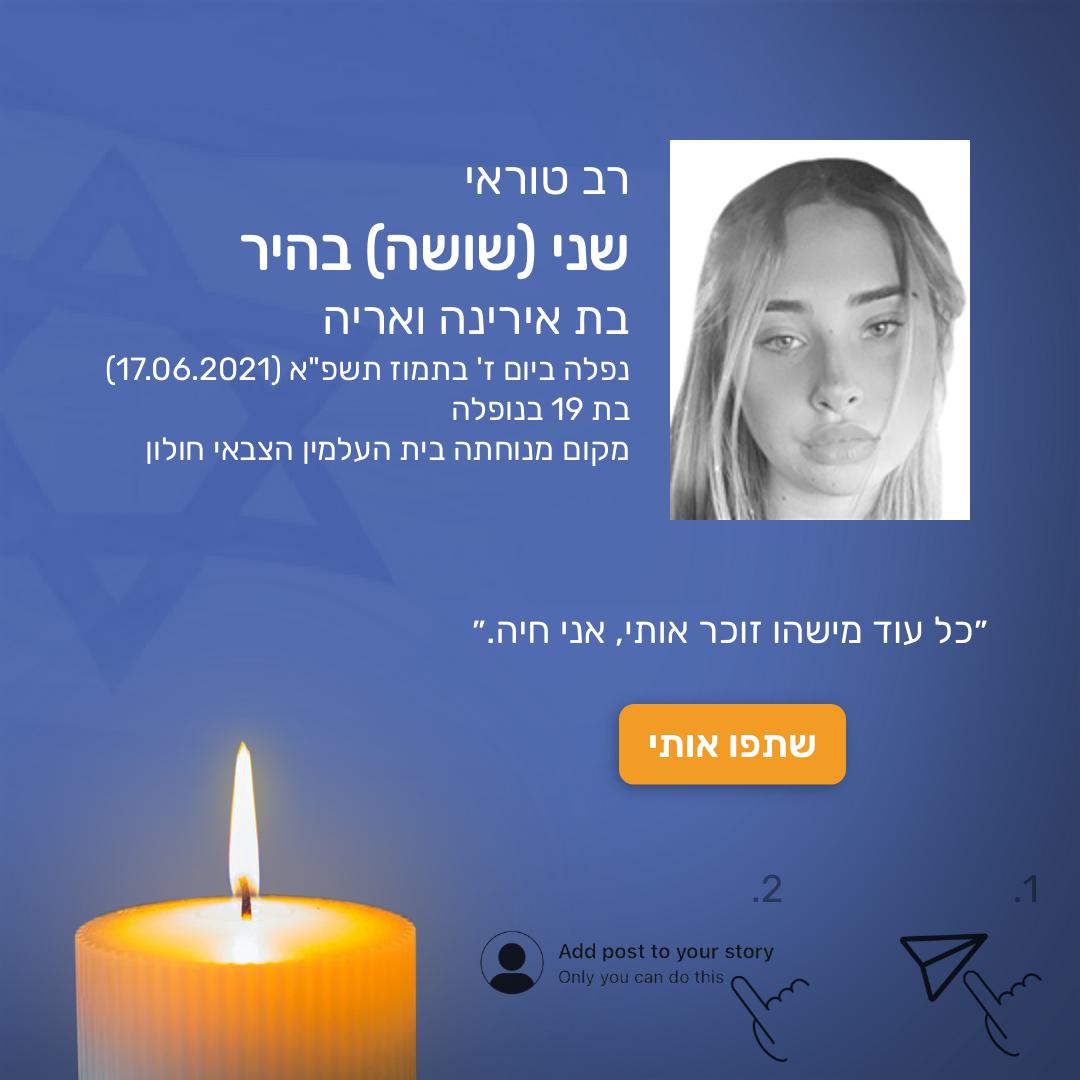 רב טוראי
שני (שושה) בהיר
בת אירינה ואריה
נפלה ביום ז' בתמוז תשפ"א (17.06.2021)
בת 19 בנופלה
מקום מנוחתה בית העלמין הצבאי חולון
״כל עוד מישהו זוכר אותי, אני חיה.״
שתפו אותי
.1
.2
Add post to your story
Only you can do this